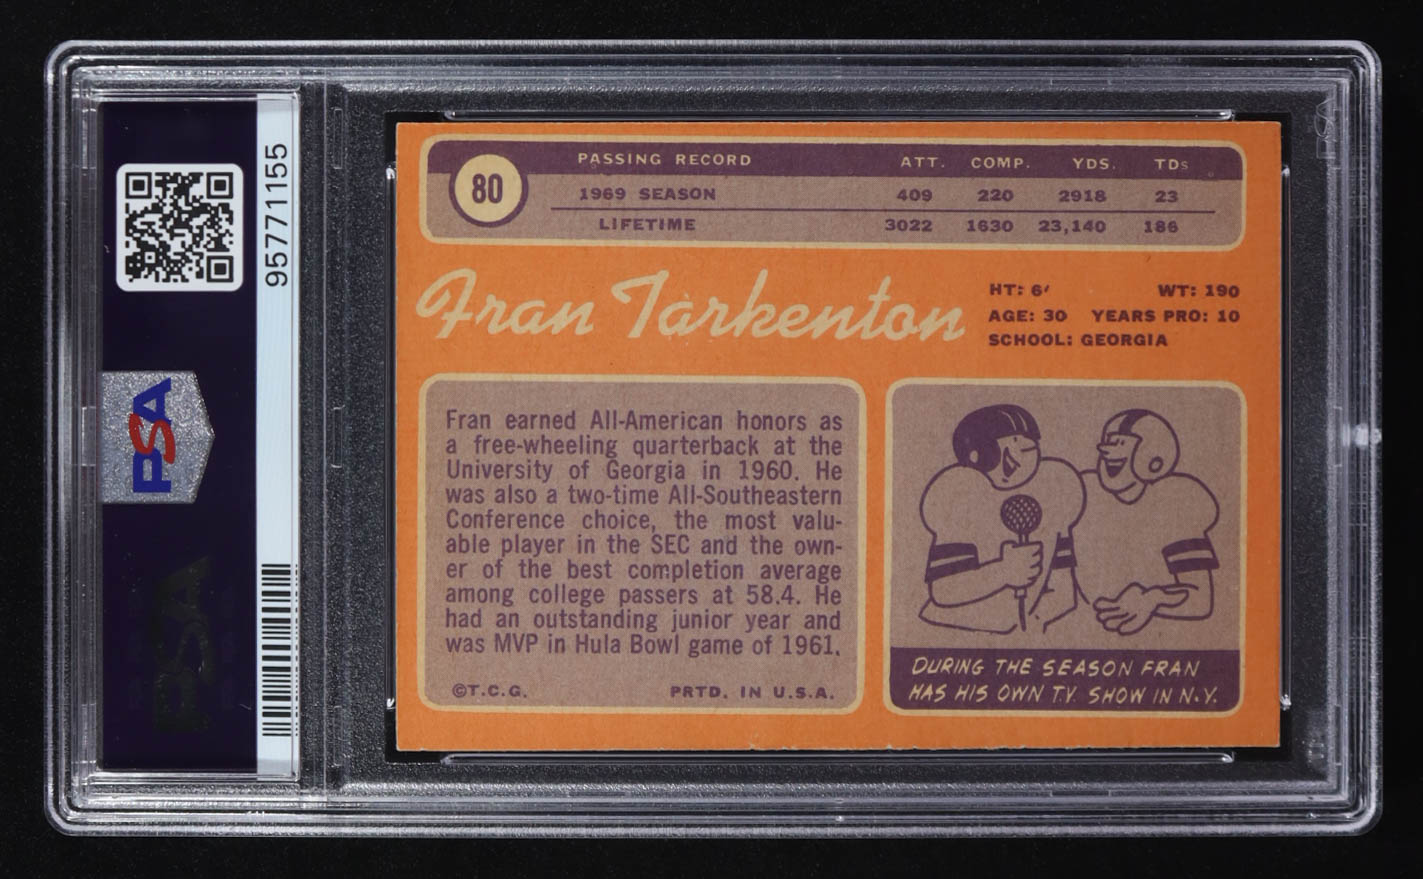 95771155
PSA
80
PASSING RECORD ATT. COMP. YDS. TDs
1969 SEASON 409 220 2918 23
LIFETIME 3022 1630 23,140 186
Fran Tarkenton
HT: 6' WT: 190
AGE: 30 YEARS PRO: 10
SCHOOL: GEORGIA
Fran earned All-American honors as
a free-wheeling quarterback at the
University of Georgia in 1960. He
was also a two-time All-Southeastern
Conference choice, the most valu-
able player in the SEC and the own-
er of the best completion average
among college passers at 58.4. He
had an outstanding junior year and
was MVP in Hula Bowl game of 1961.
©T.C.G. PRTD. IN U.S.A.
DURING THE SEASON FRAN
HAS HIS OWN T.V. SHOW IN N.Y.
PSA